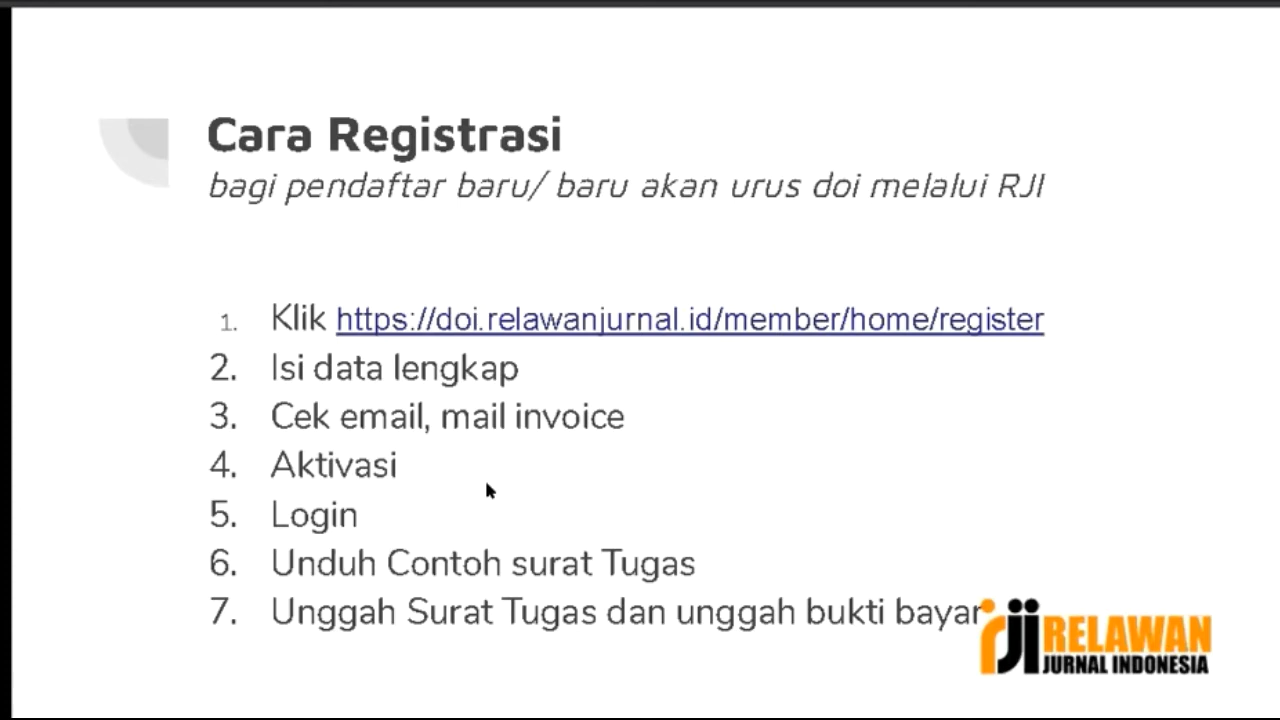 Cara Registrasi
bagi pendaftar baru/ baru akan urus doi melalui RJI
1. Klik https://doi.relawanjurnal.id/member/home/register
2. Isi data lengkap
3. Cek email, mail invoice
4. Aktivasi
5. Login
6. Unduh Contoh surat Tugas
7. Unggah Surat Tugas dan unggah bukti bayar
rji RELAWAN
JURNAL INDONESIA